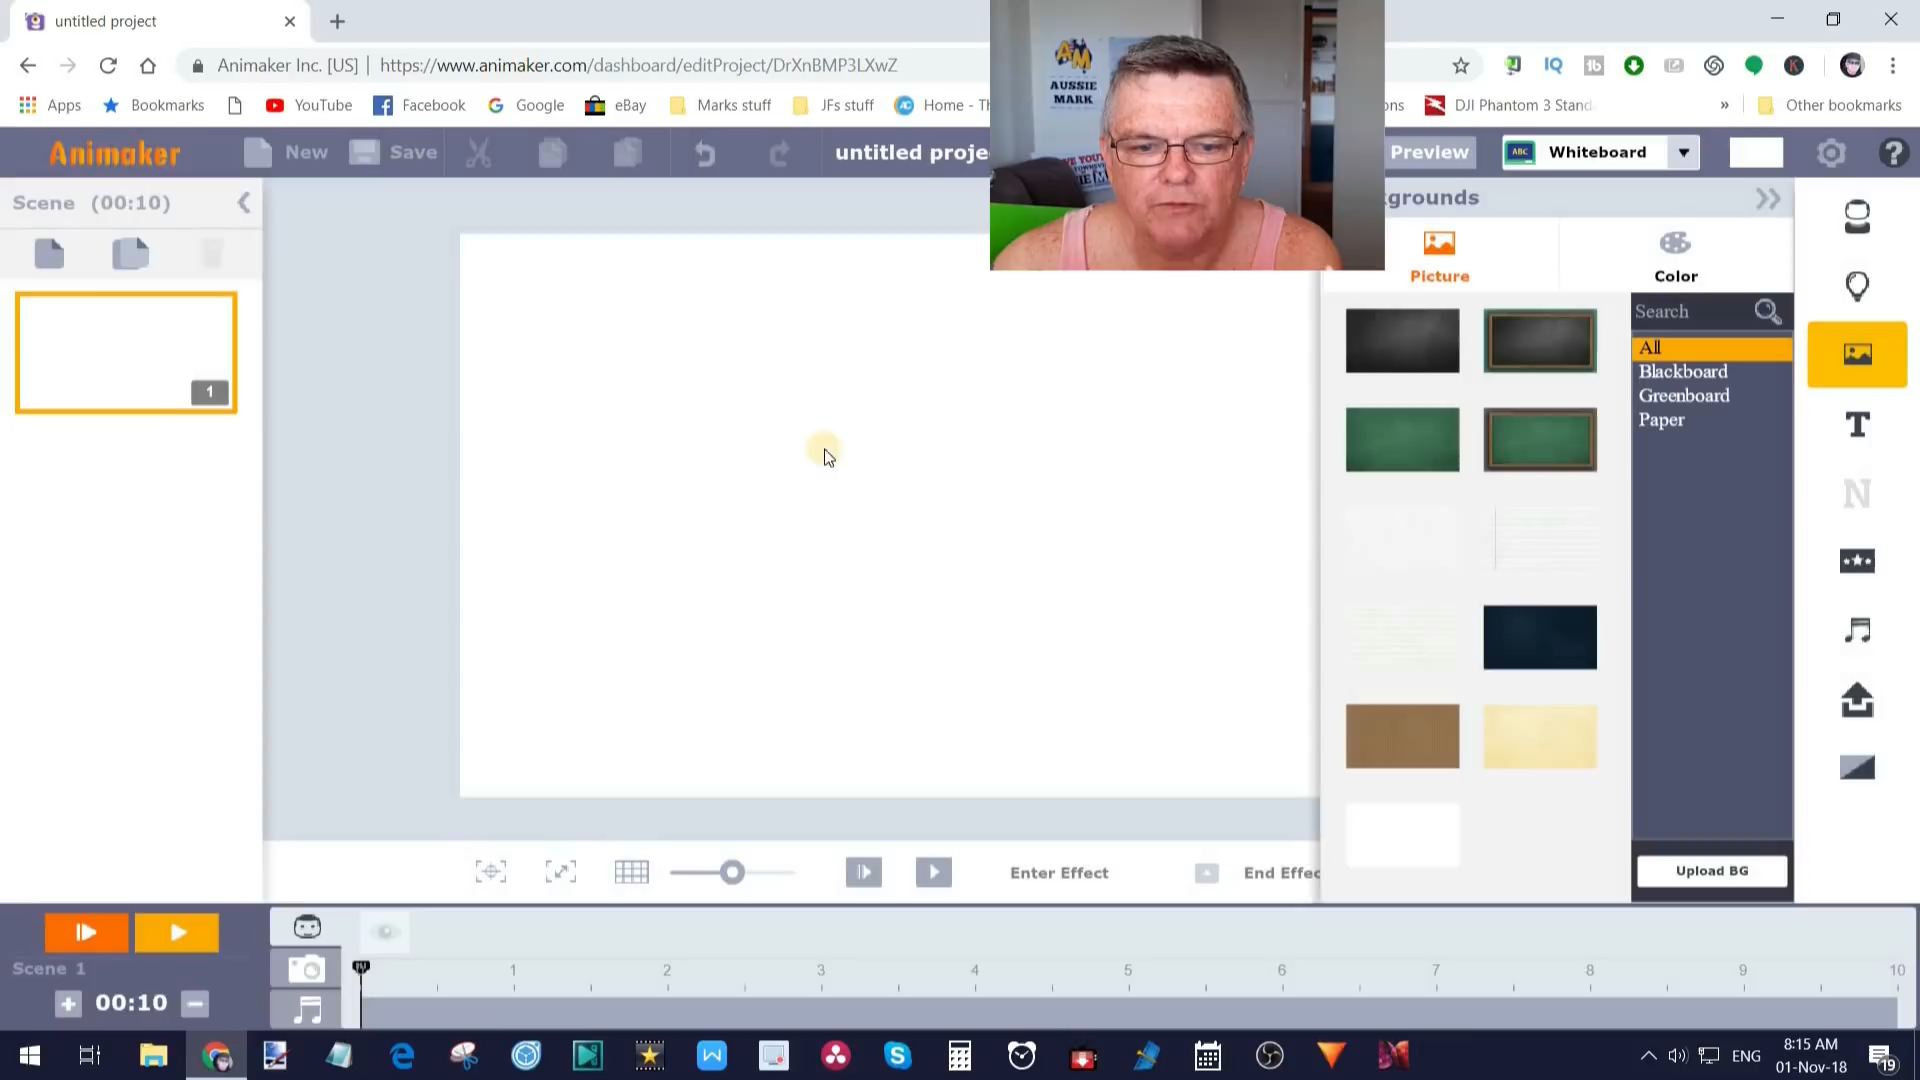 untitled project
Animaker Inc. [US] | https://www.animaker.com/dashboard/editProject/DrXnBMP3LXwZ
Apps Bookmarks YouTube Facebook Google eBay Marks stuff JFs stuff Home - Th
ons DJI Phantom 3 Stand » Other bookmarks
AM
AUSSIE
MARK
Animaker New Save untitled projec Preview ABC Whiteboard ?
Scene (00:10)
kgrounds
Picture Color
Search
All
Blackboard
Greenboard
Paper
1
T
N
Upload BG
Enter Effect End Effec
Scene 1
00:10
1 2 3 4 5 6 7 8 9 10
ENG
8:15 AM
01-Nov-18
19